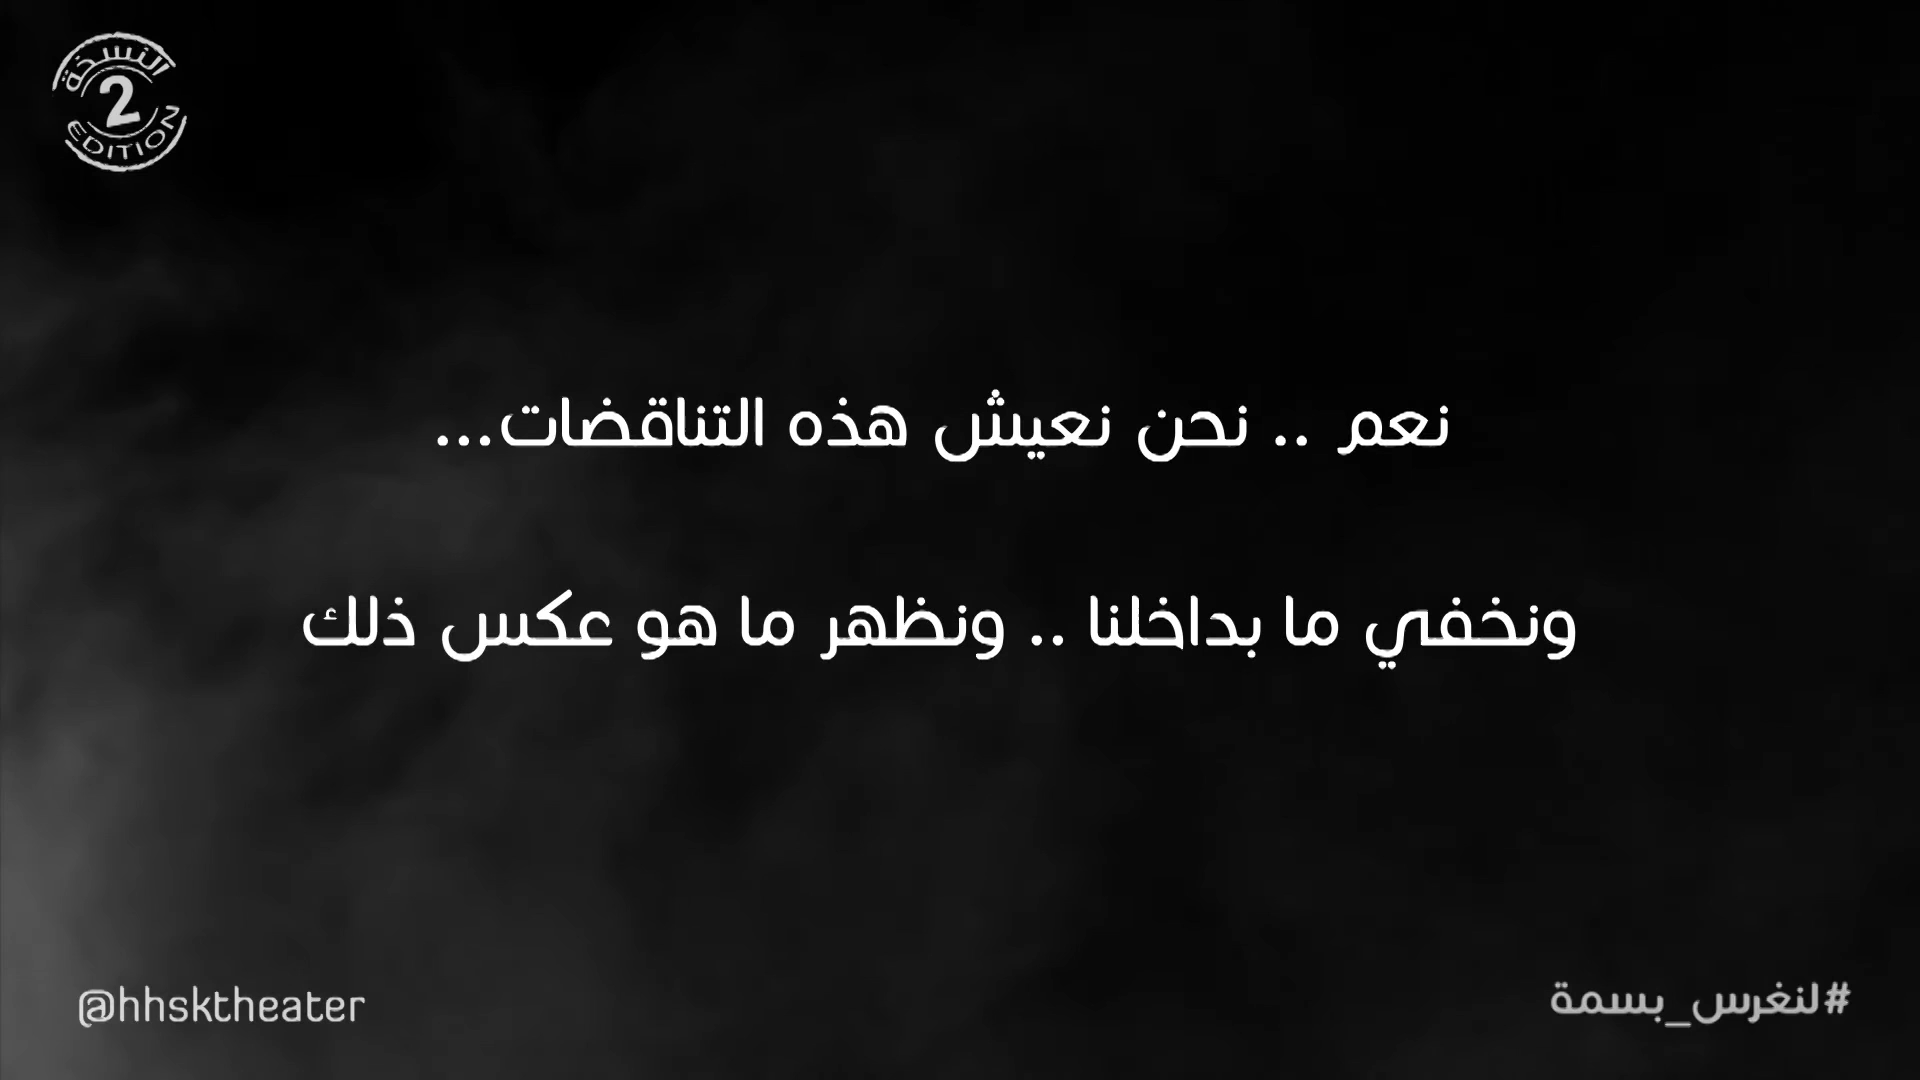 النسخة
2
EDITION
نعم .. نحن نعيش هذه التناقضات...
ونخفي ما بداخلنا .. ونظهر ما هو عكس ذلك
@hhsktheater
#لنغرس_بسمة